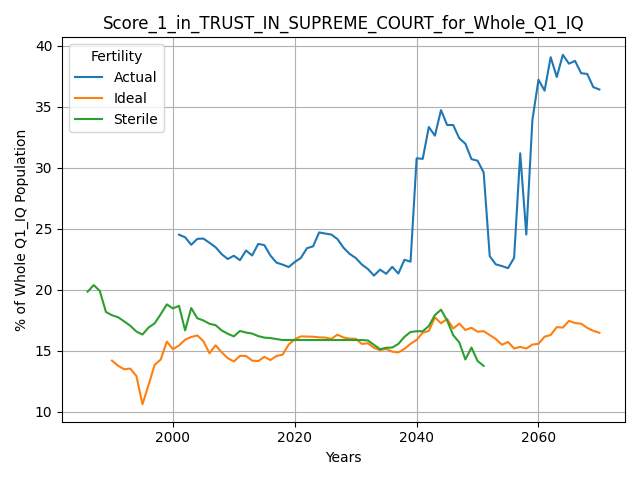 Score_1_in_TRUST_IN_SUPREME_COURT_for_Whole_Q1_IQ
Fertility
Actual
Ideal
Sterile
% of Whole Q1_IQ Population
40
35
30
25
20
15
10
2000
2020
2040
2060
Years